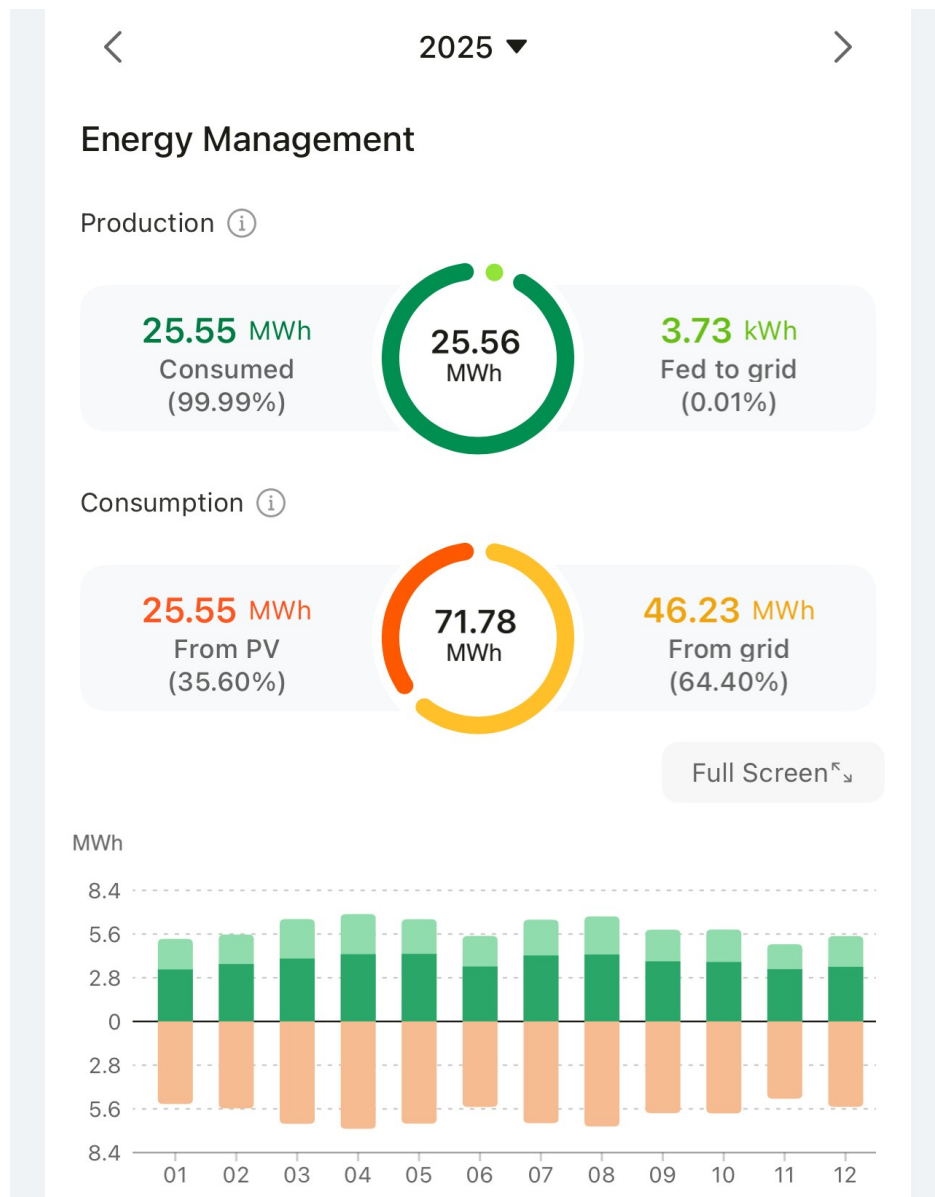 2025
Energy Management
Production
25.55 MWh
Consumed
(99.99%)
25.56
MWh
3.73 kWh
Fed to grid
(0.01%)
Consumption
25.55 MWh
From PV
(35.60%)
71.78
MWh
46.23 MWh
From grid
(64.40%)
Full Screen
MWh
8.4
5.6
2.8
0
2.8
5.6
8.4
01 02 03 04 05 06 07 08 09 10 11 12